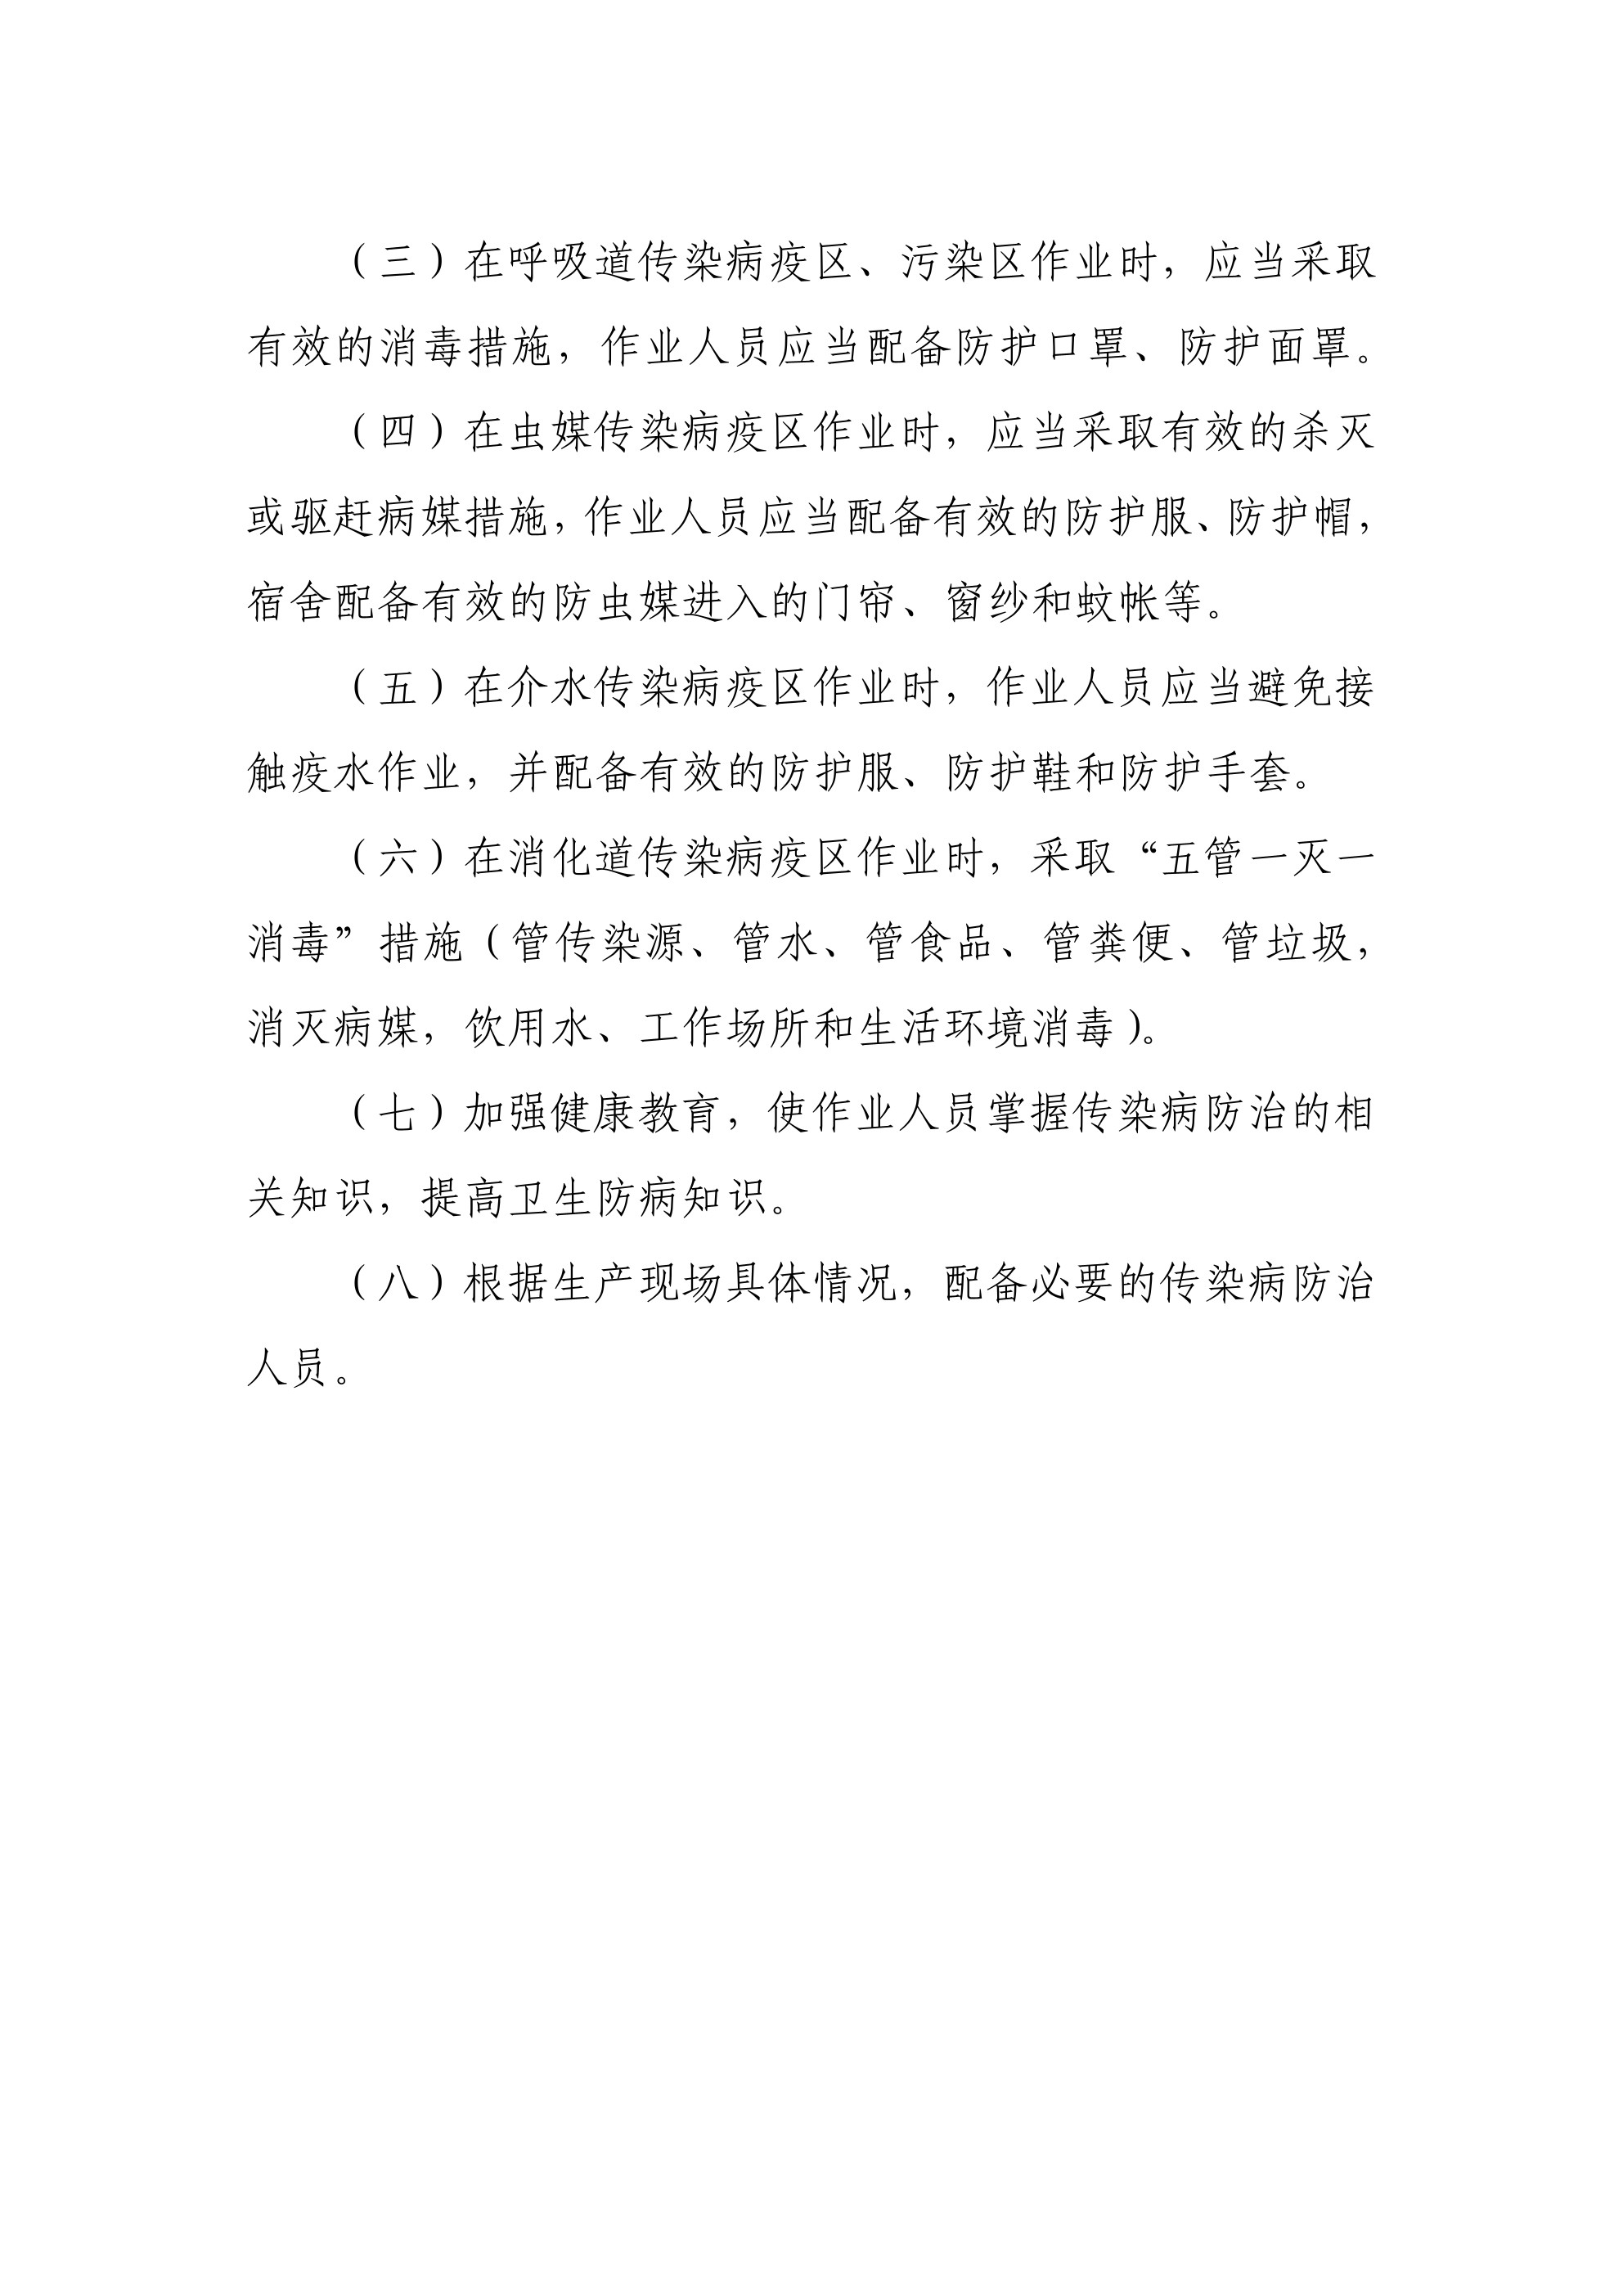 （三）在呼吸道传染病疫区、污染区作业时，应当采取
有效的消毒措施，作业人员应当配备防护口罩、防护面罩。
（四）在虫媒传染病疫区作业时，应当采取有效的杀灭
或驱赶病媒措施，作业人员应当配备有效的防护服、防护帽，
宿舍配备有效的防虫媒进入的门帘、窗纱和蚊帐等。
（五）在介水传染病疫区作业时，作业人员应当避免接
触疫水作业，并配备有效的防护服、防护鞋和防护手套。
（六）在消化道传染病疫区作业时，采取“五管一灭一
消毒”措施（管传染源、管水、管食品、管粪便、管垃圾，
消灭病媒，饮用水、工作场所和生活环境消毒）。
（七）加强健康教育，使作业人员掌握传染病防治的相
关知识，提高卫生防病知识。
（八）根据生产现场具体情况，配备必要的传染病防治
人员。